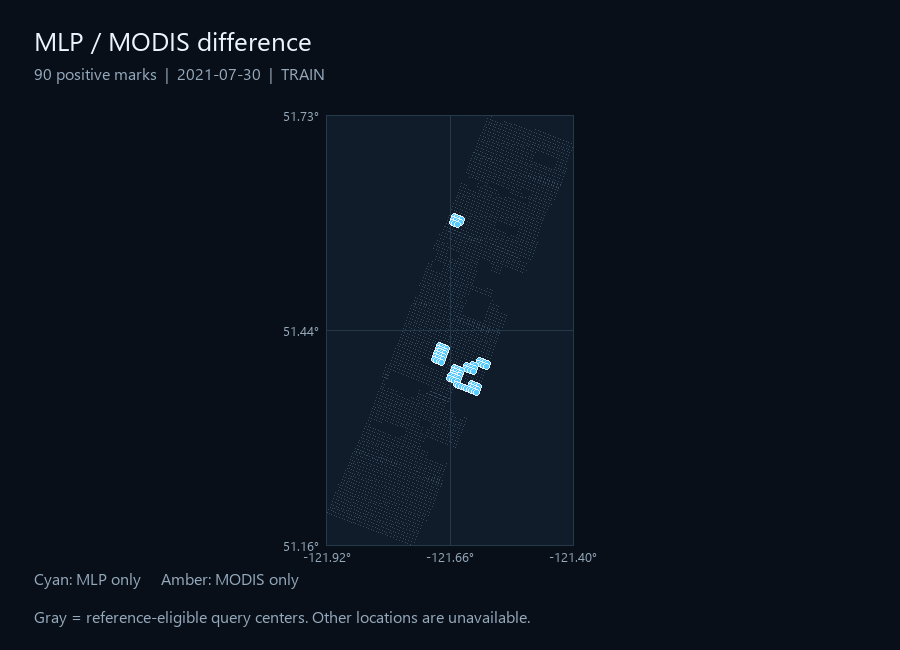 MLP / MODIS difference
90 positive marks | 2021-07-30 | TRAIN
51.73°
51.44°
51.16°
-121.92° -121.66° -121.40°
Cyan: MLP only Amber: MODIS only
Gray = reference-eligible query centers. Other locations are unavailable.